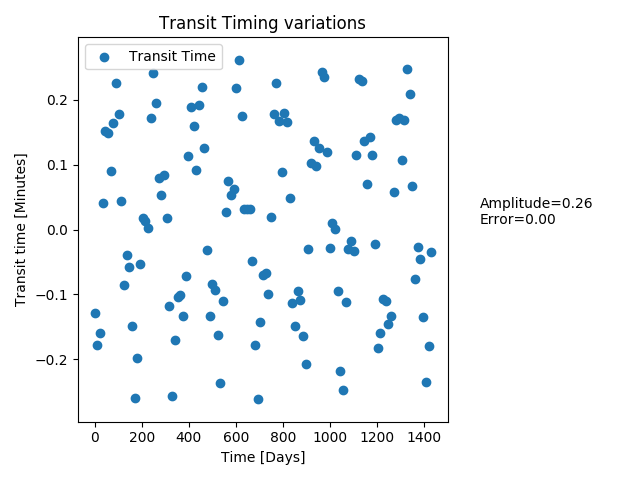 Transit Timing variations
Transit Time
Transit time [Minutes]
0.2
0.1
0.0
−0.1
−0.2
0 200 400 600 800 1000 1200 1400
Time [Days]
Amplitude=0.26
Error=0.00